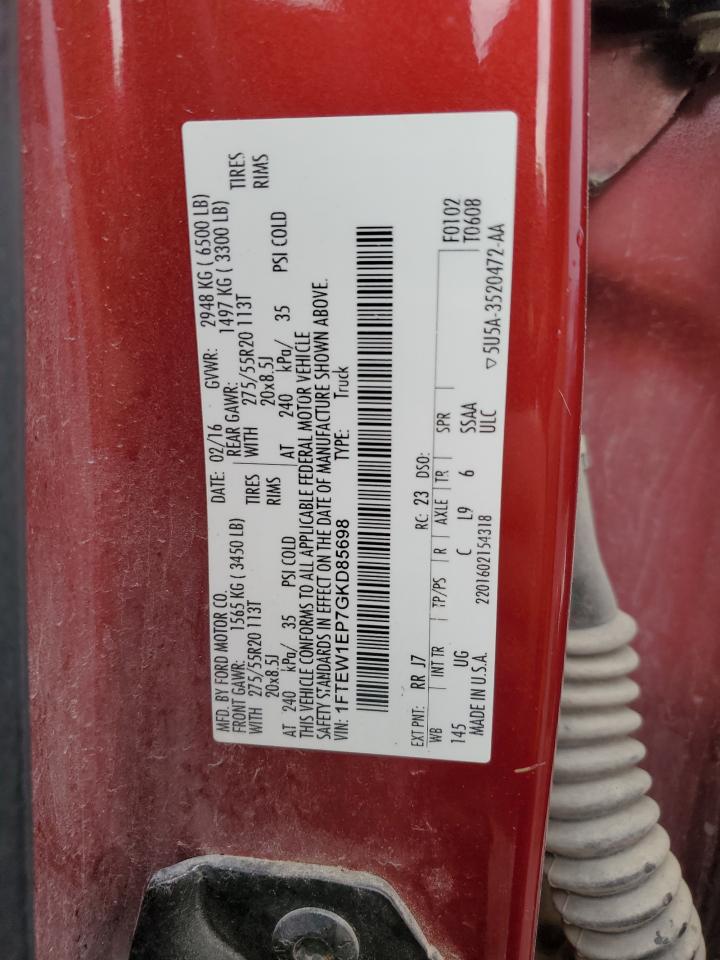 MFD. BY FORD MOTOR CO.
DATE: 02/16 GVWR: 2948 KG ( 6500 LB)
FRONT GAWR: 1565 KG ( 3450 LB) REAR GAWR: 1497 KG ( 3300 LB)
WITH 275/55R20 113T TIRES WITH 275/55R20 113T TIRES
20x8.5J RIMS 20x8.5J RIMS
AT 240 kPa/ 35 PSI COLD AT 240 kPa/ 35 PSI COLD
THIS VEHICLE CONFORMS TO ALL APPLICABLE FEDERAL MOTOR VEHICLE
SAFETY STANDARDS IN EFFECT ON THE DATE OF MANUFACTURE SHOWN ABOVE.
VIN: 1FTEW1EP7GKD85698 TYPE: Truck
EXT PNT: RR J7 RC: 23 DSO: F0102
WB INT TR TP/PS R AXLE TR SPR T0608
145 UG C L9 6 SSAA
ULC
MADE IN U.S.A. 2201602154318 ▽5U5A-3520472-AA